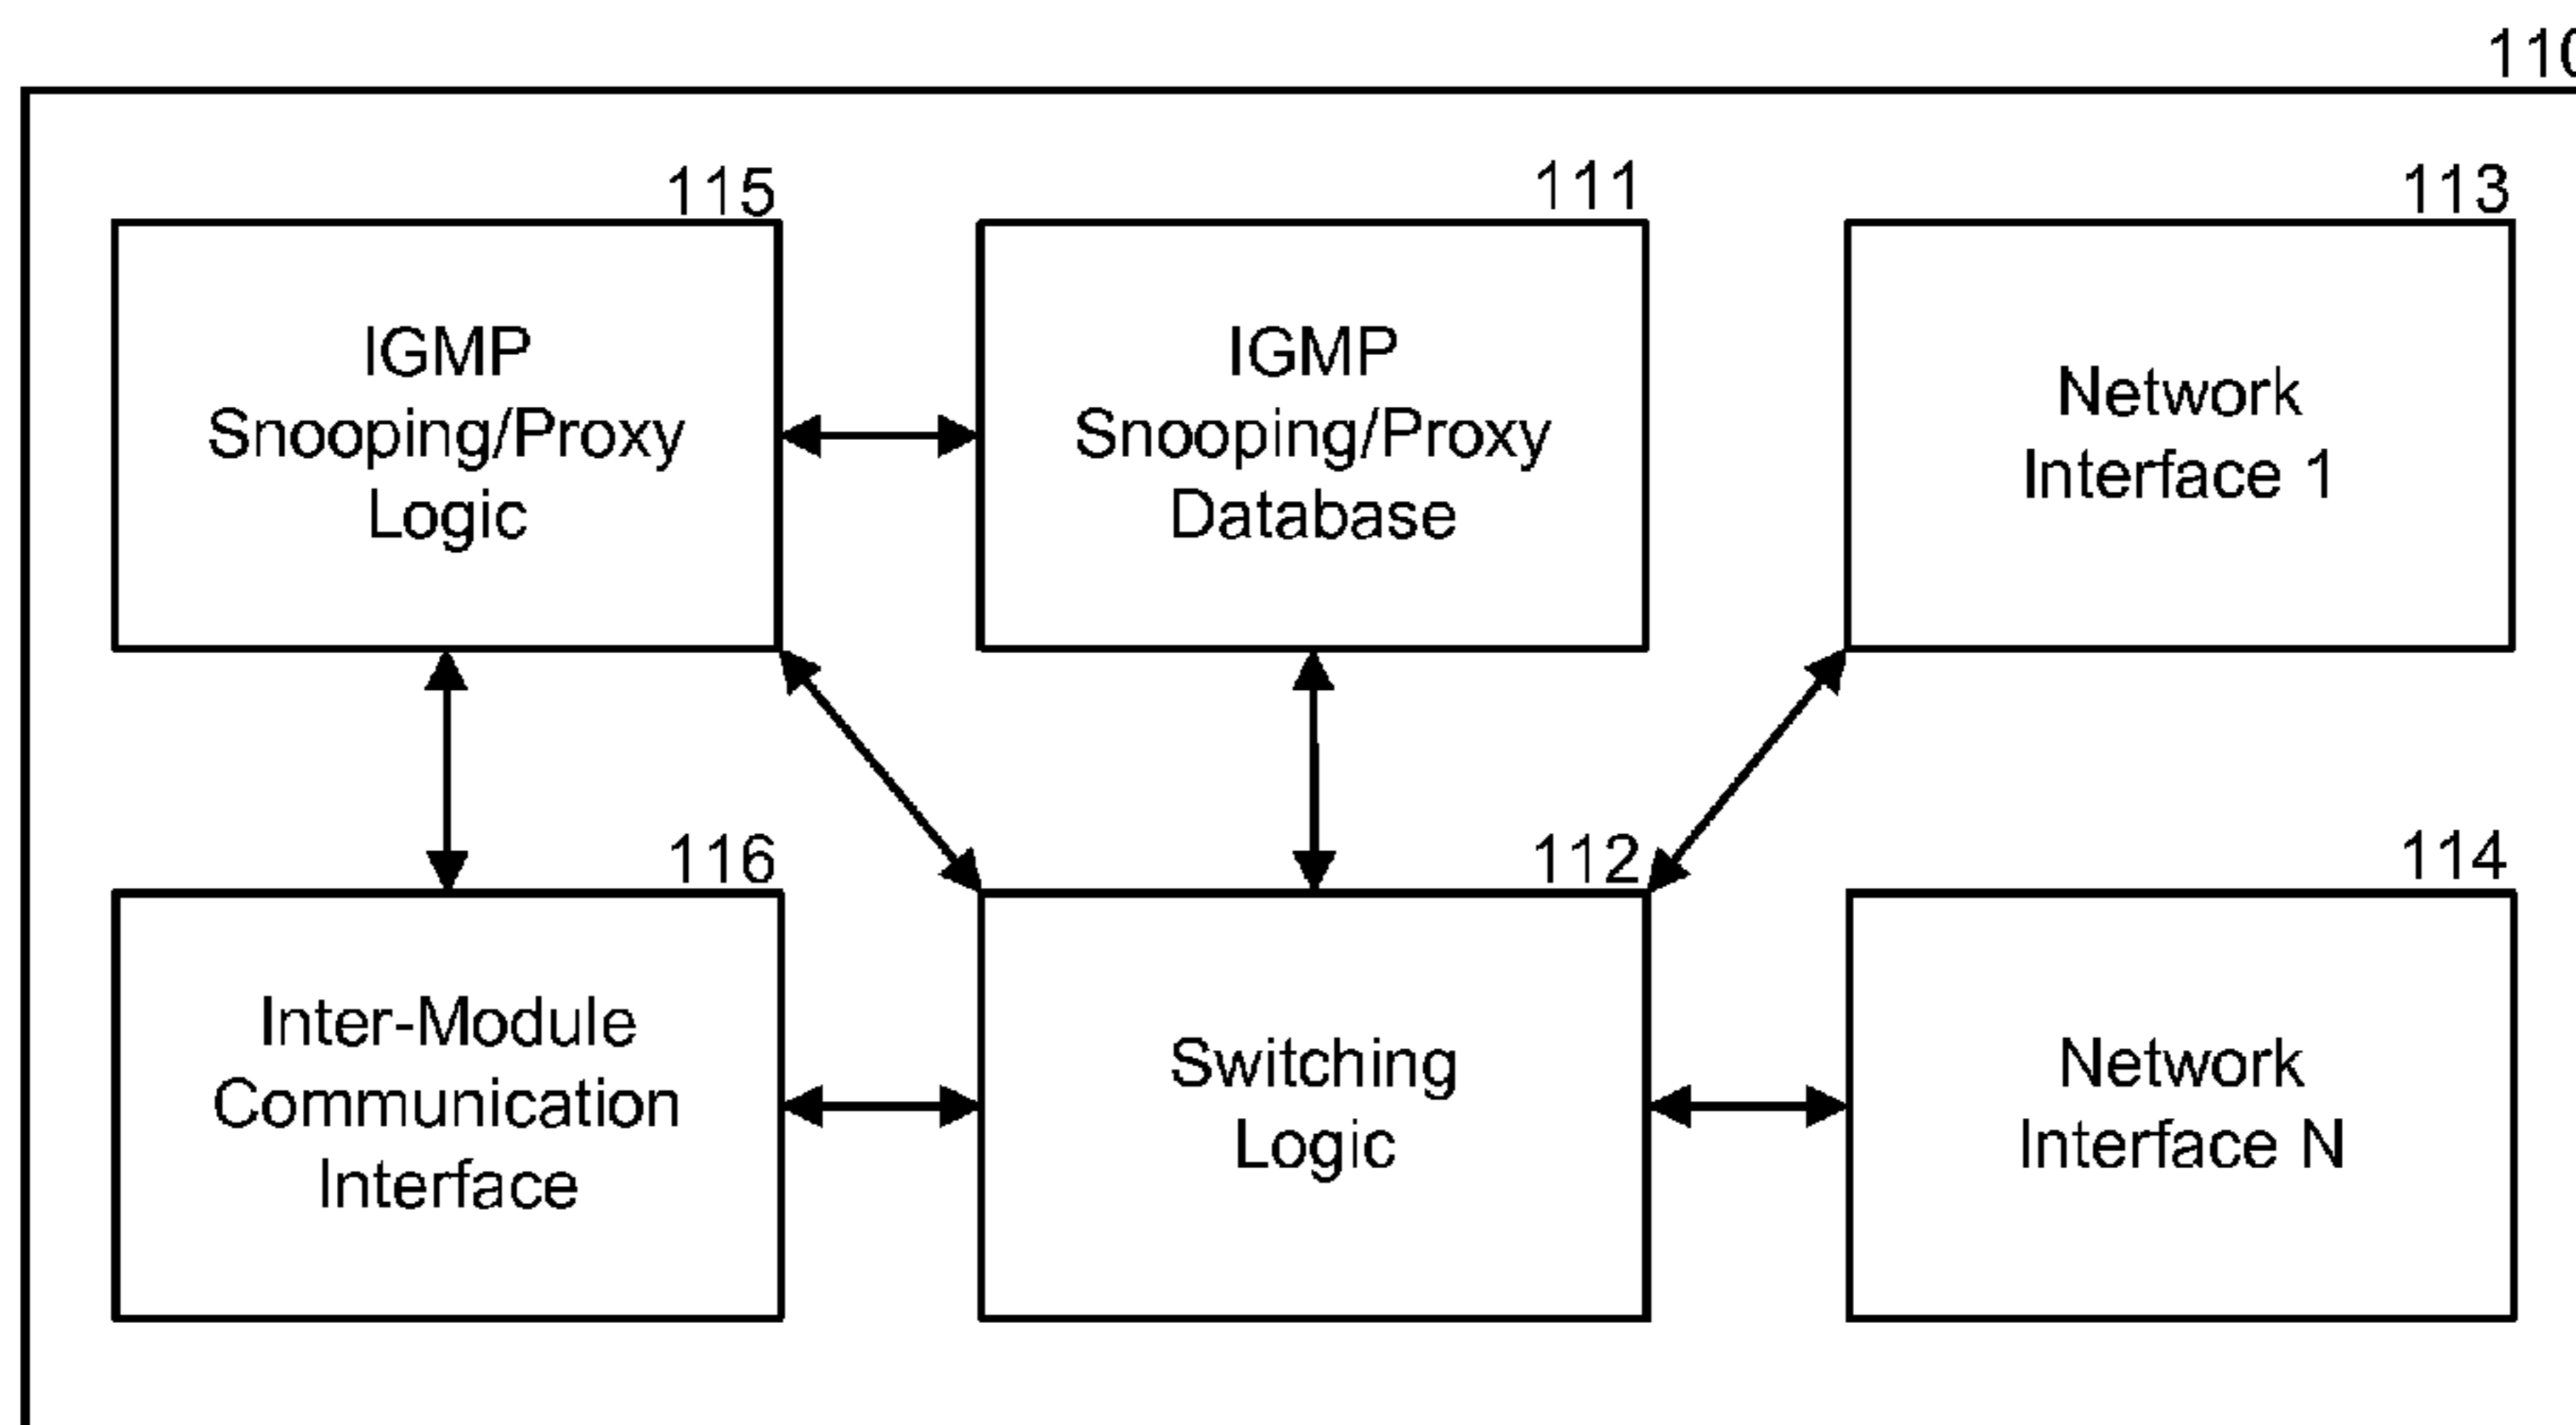 110
115
111
113
IGMP
Snooping/Proxy
Logic
IGMP
Snooping/Proxy
Database
Network
Interface 1
116
112
114
Inter-Module
Communication
Interface
Switching
Logic
Network
Interface N